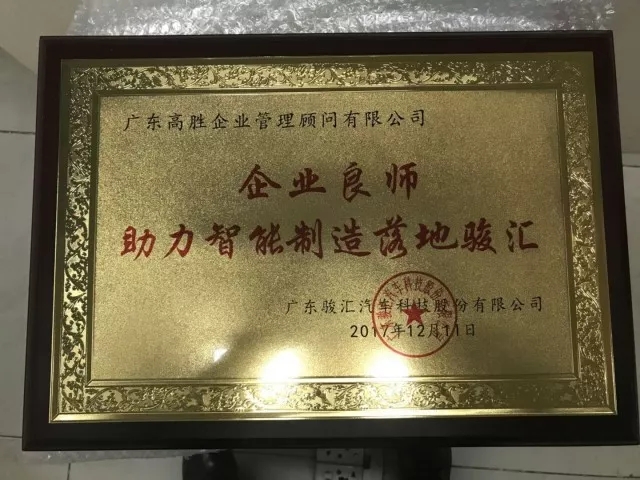 广东高胜企业管理顾问有限公司
企业良师
助力智能制造落地骏汇
广东骏汇汽车科技股份有限公司
2017年12月11日